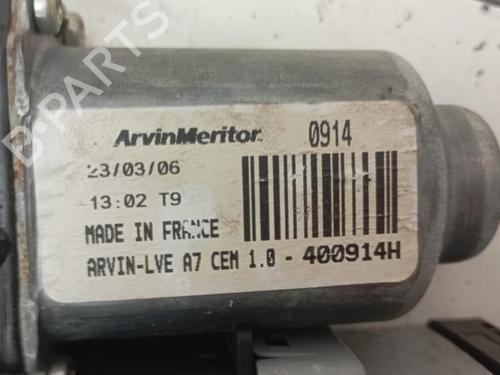 ArvinMeritor. 0914
23/03/06
13:02 T9
MADE IN FRANCE
ARVIN-LVE A7 CEM 1.0 - 400914H
B-PARTS